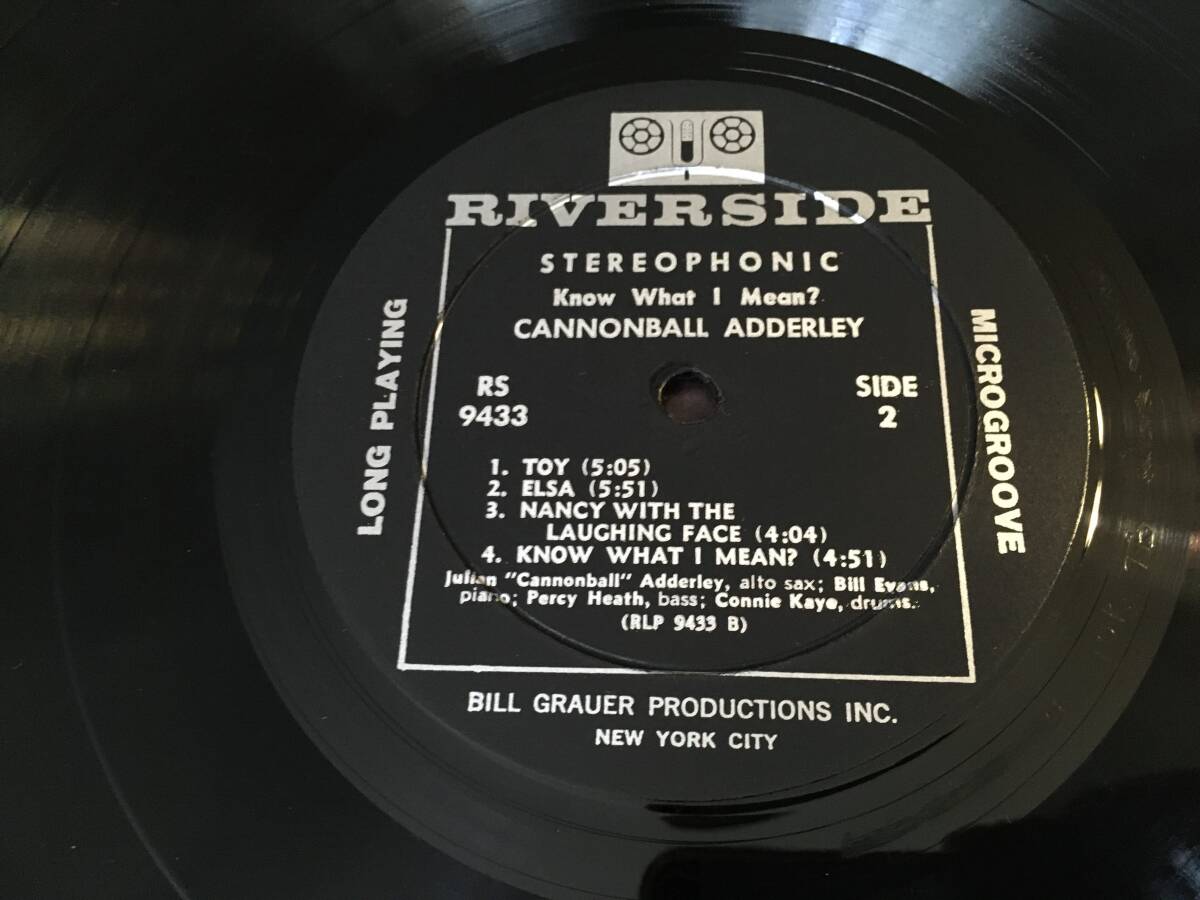 RIVERSIDE
STEREOPHONIC
Know What I Mean?
CANNONBALL ADDERLEY
LONG PLAYING
MICROGROOVE
RS
9433
SIDE
2
1. TOY (5:05)
2. ELSA (5:51)
3. NANCY WITH THE
LAUGHING FACE (4:04)
4. KNOW WHAT I MEAN? (4:51)
Julian "Cannonball" Adderley, alto sax; Bill Evans,
piano; Percy Heath, bass; Connie Kaye, drums.
(RLP 9433 B)
BILL GRAUER PRODUCTIONS INC.
NEW YORK CITY